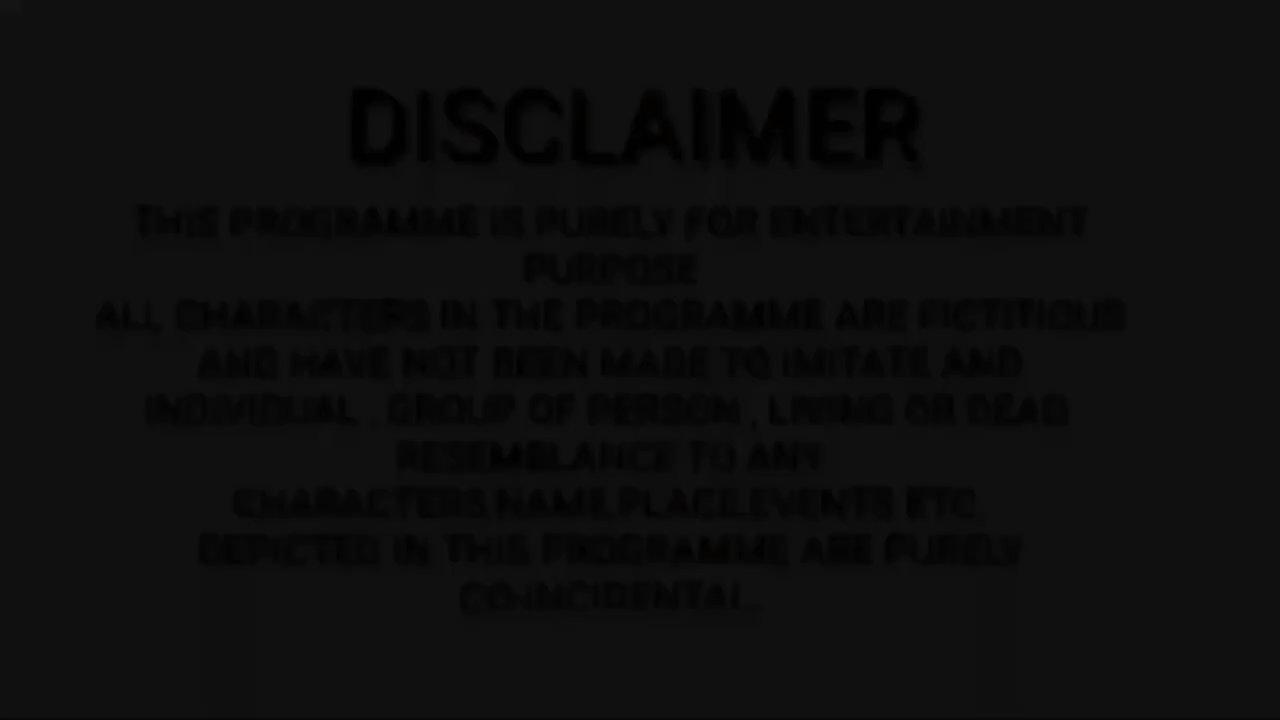 DISCLAIMER
THIS PROGRAMME IS PURELY FOR ENTERTAINMENT
PURPOSE
ALL CHARACTERS IN THE PROGRAMME ARE FICTITIOUS
AND HAVE NOT BEEN MADE TO IMITATE AND
INDIVIDUAL , GROUP OF PERSON , LIVING OR DEAD
RESEMBLANCE TO ANY
CHARACTERS NAME,PLACE,EVENTS ETC.
DEPICTED IN THIS PROGRAMME ARE PURELY
CO-INCIDENTAL.